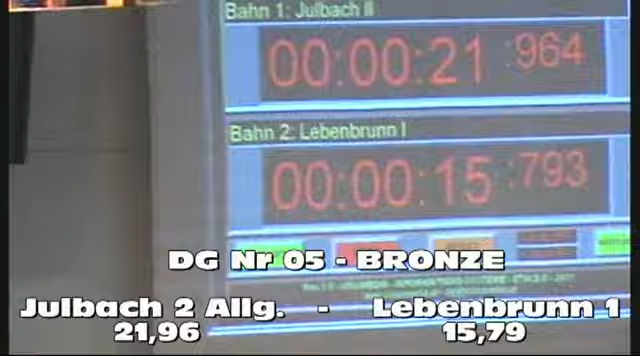 Bahn 1: Julbach II
00:00:21 :964
Bahn 2: Lebenbrunn I
00:00:15 :793
DG Nr 05 - BRONZE
Julbach 2 Allg. - Lebenbrunn 1
21,96 15,79